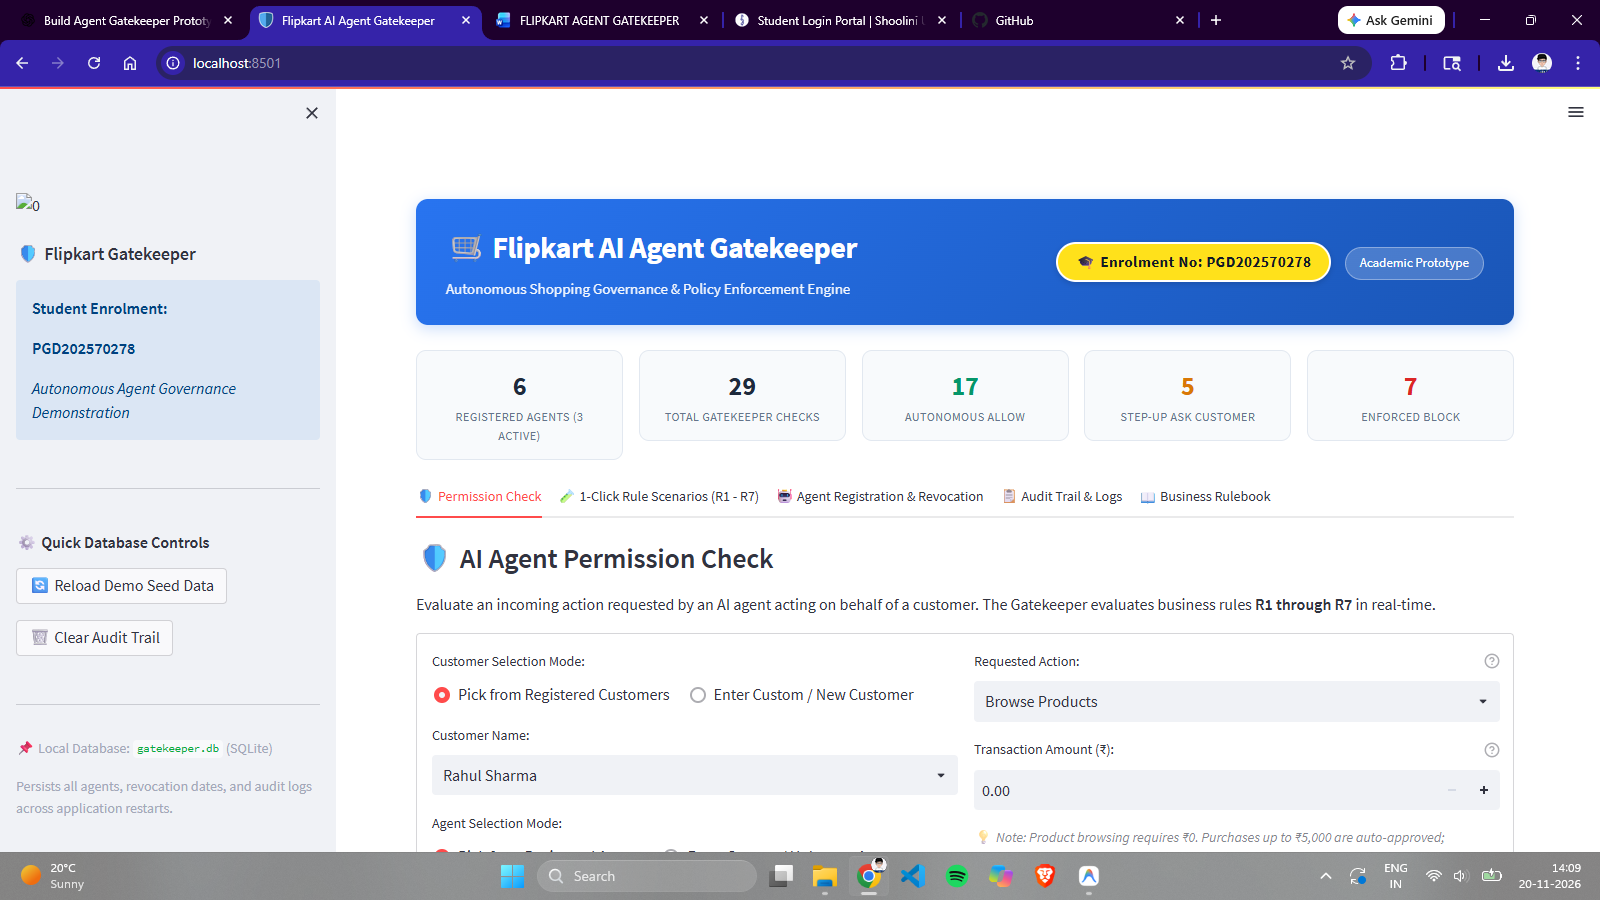 Build Agent Gatekeeper Prototy
Flipkart AI Agent Gatekeeper
FLIPKART AGENT GATEKEEPER
Student Login Portal | Shoolini U
GitHub
Ask Gemini
localhost:8501
0
Flipkart Gatekeeper
Student Enrolment:
PGD202570278
Autonomous Agent Governance
Demonstration
Quick Database Controls
Reload Demo Seed Data
Clear Audit Trail
Local Database: gatekeeper.db (SQLite)
Persists all agents, revocation dates, and audit logs
across application restarts.
Flipkart AI Agent Gatekeeper
Autonomous Shopping Governance & Policy Enforcement Engine
Enrolment No: PGD202570278
Academic Prototype
6
REGISTERED AGENTS (3
ACTIVE)
29
TOTAL GATEKEEPER CHECKS
17
AUTONOMOUS ALLOW
5
STEP-UP ASK CUSTOMER
7
ENFORCED BLOCK
Permission Check
1-Click Rule Scenarios (R1 - R7)
Agent Registration & Revocation
Audit Trail & Logs
Business Rulebook
AI Agent Permission Check
Evaluate an incoming action requested by an AI agent acting on behalf of a customer. The Gatekeeper evaluates business rules R1 through R7 in real-time.
Customer Selection Mode:
Pick from Registered Customers
Enter Custom / New Customer
Customer Name:
Rahul Sharma
Agent Selection Mode:
Requested Action:
Browse Products
Transaction Amount (₹):
0.00
Note: Product browsing requires ₹0. Purchases up to ₹5,000 are auto-approved;
20°C
Sunny
Search
ENG
IN
14:09
20-11-2026